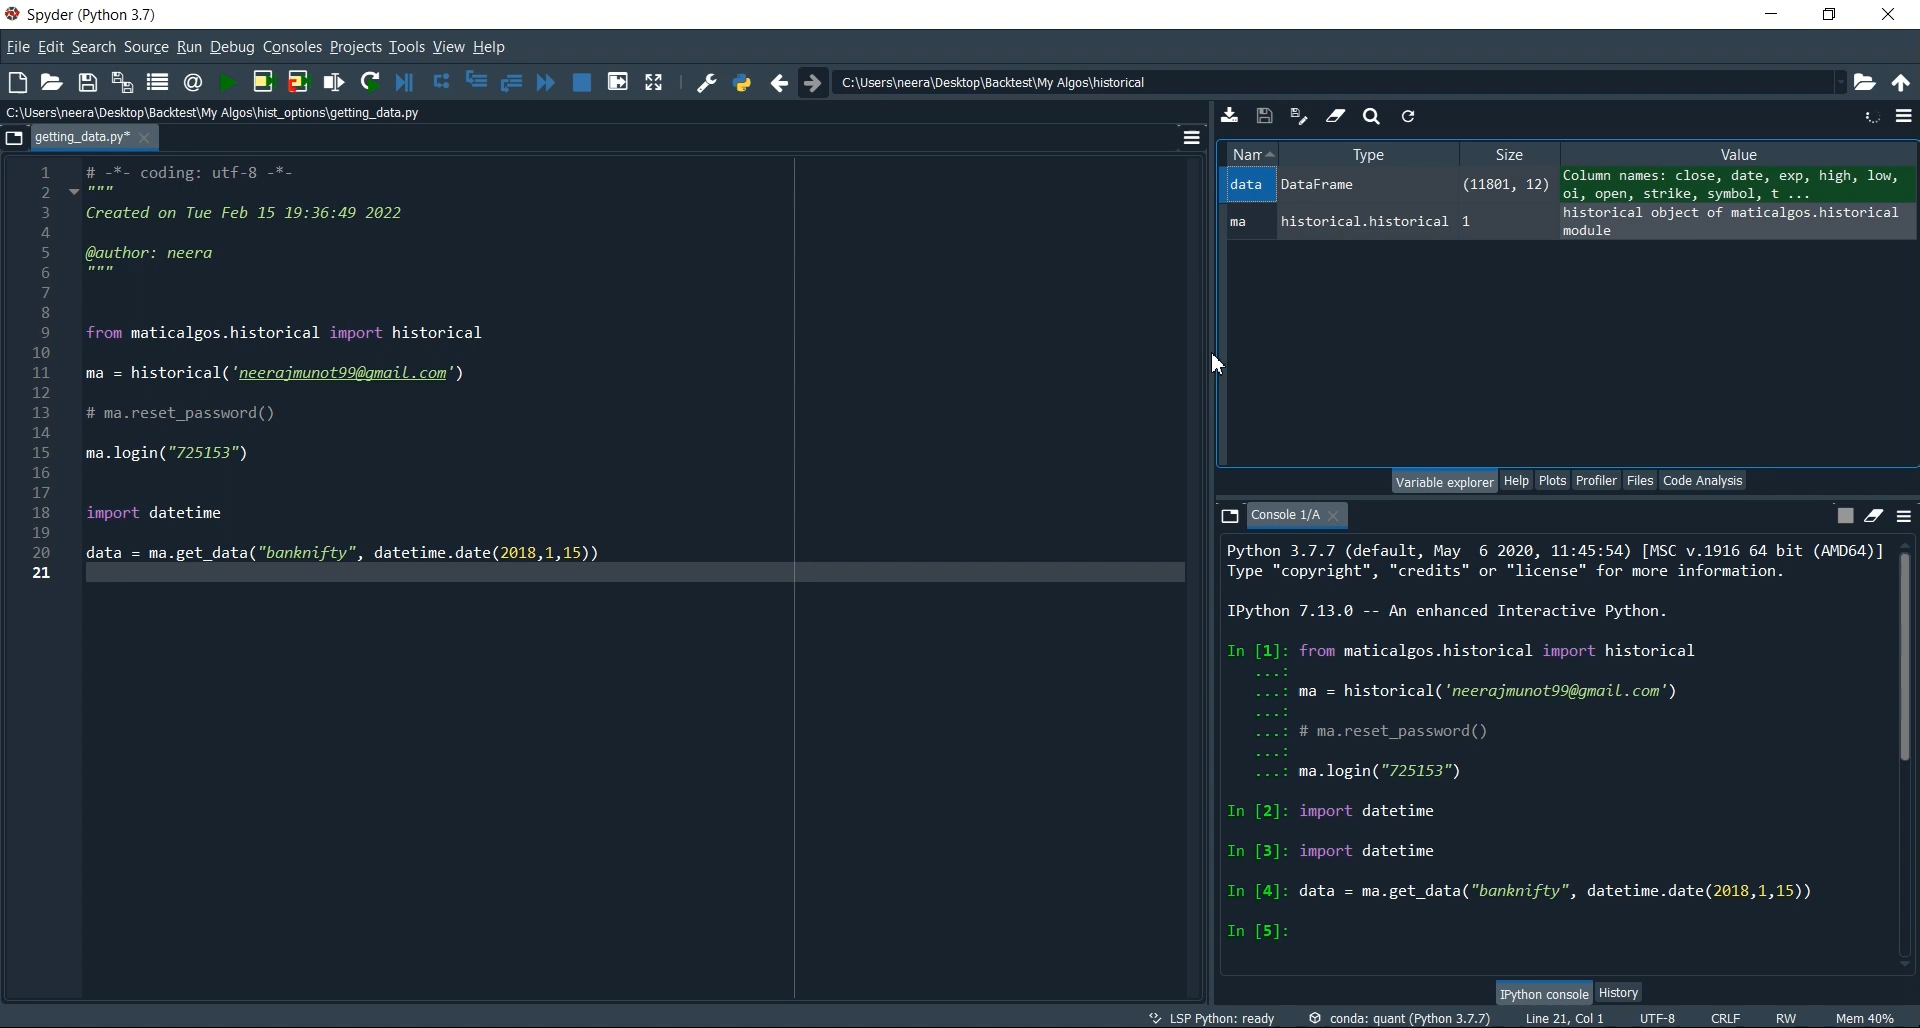 Spyder (Python 3.7)
File Edit Search Source Run Debug Consoles Projects Tools View Help
C:\Users\neera\Desktop\Backtest\My Algos\historical
C:\Users\neera\Desktop\Backtest\My Algos\hist_options\getting_data.py
getting_data.py*
1 # -*- coding: utf-8 -*-
2 """
3 Created on Tue Feb 15 19:36:49 2022
4
5 @author: neera
6 """
7
8
9 from maticalgos.historical import historical
10
11 ma = historical('neerajmunot99@gmail.com')
12
13 # ma.reset_password()
14
15 ma.login("725153")
16
17
18 import datetime
19
20 data = ma.get_data("banknifty", datetime.date(2018,1,15))
21
Nam Type Size Value
data DataFrame (11801, 12) Column names: close, date, exp, high, low,
oi, open, strike, symbol, t ...
ma historical.historical 1 historical object of maticalgos.historical
module
Variable explorer Help Plots Profiler Files Code Analysis
Console 1/A
Python 3.7.7 (default, May  6 2020, 11:45:54) [MSC v.1916 64 bit (AMD64)]
Type "copyright", "credits" or "license" for more information.
IPython 7.13.0 -- An enhanced Interactive Python.
In [1]: from maticalgos.historical import historical
...:
...: ma = historical('neerajmunot99@gmail.com')
...:
...: # ma.reset_password()
...:
...: ma.login("725153")
In [2]: import datetime
In [3]: import datetime
In [4]: data = ma.get_data("banknifty", datetime.date(2018,1,15))
In [5]:
IPython console History
LSP Python: ready conda: quant (Python 3.7.7) Line 21, Col 1 UTF-8 CRLF RW Mem 40%